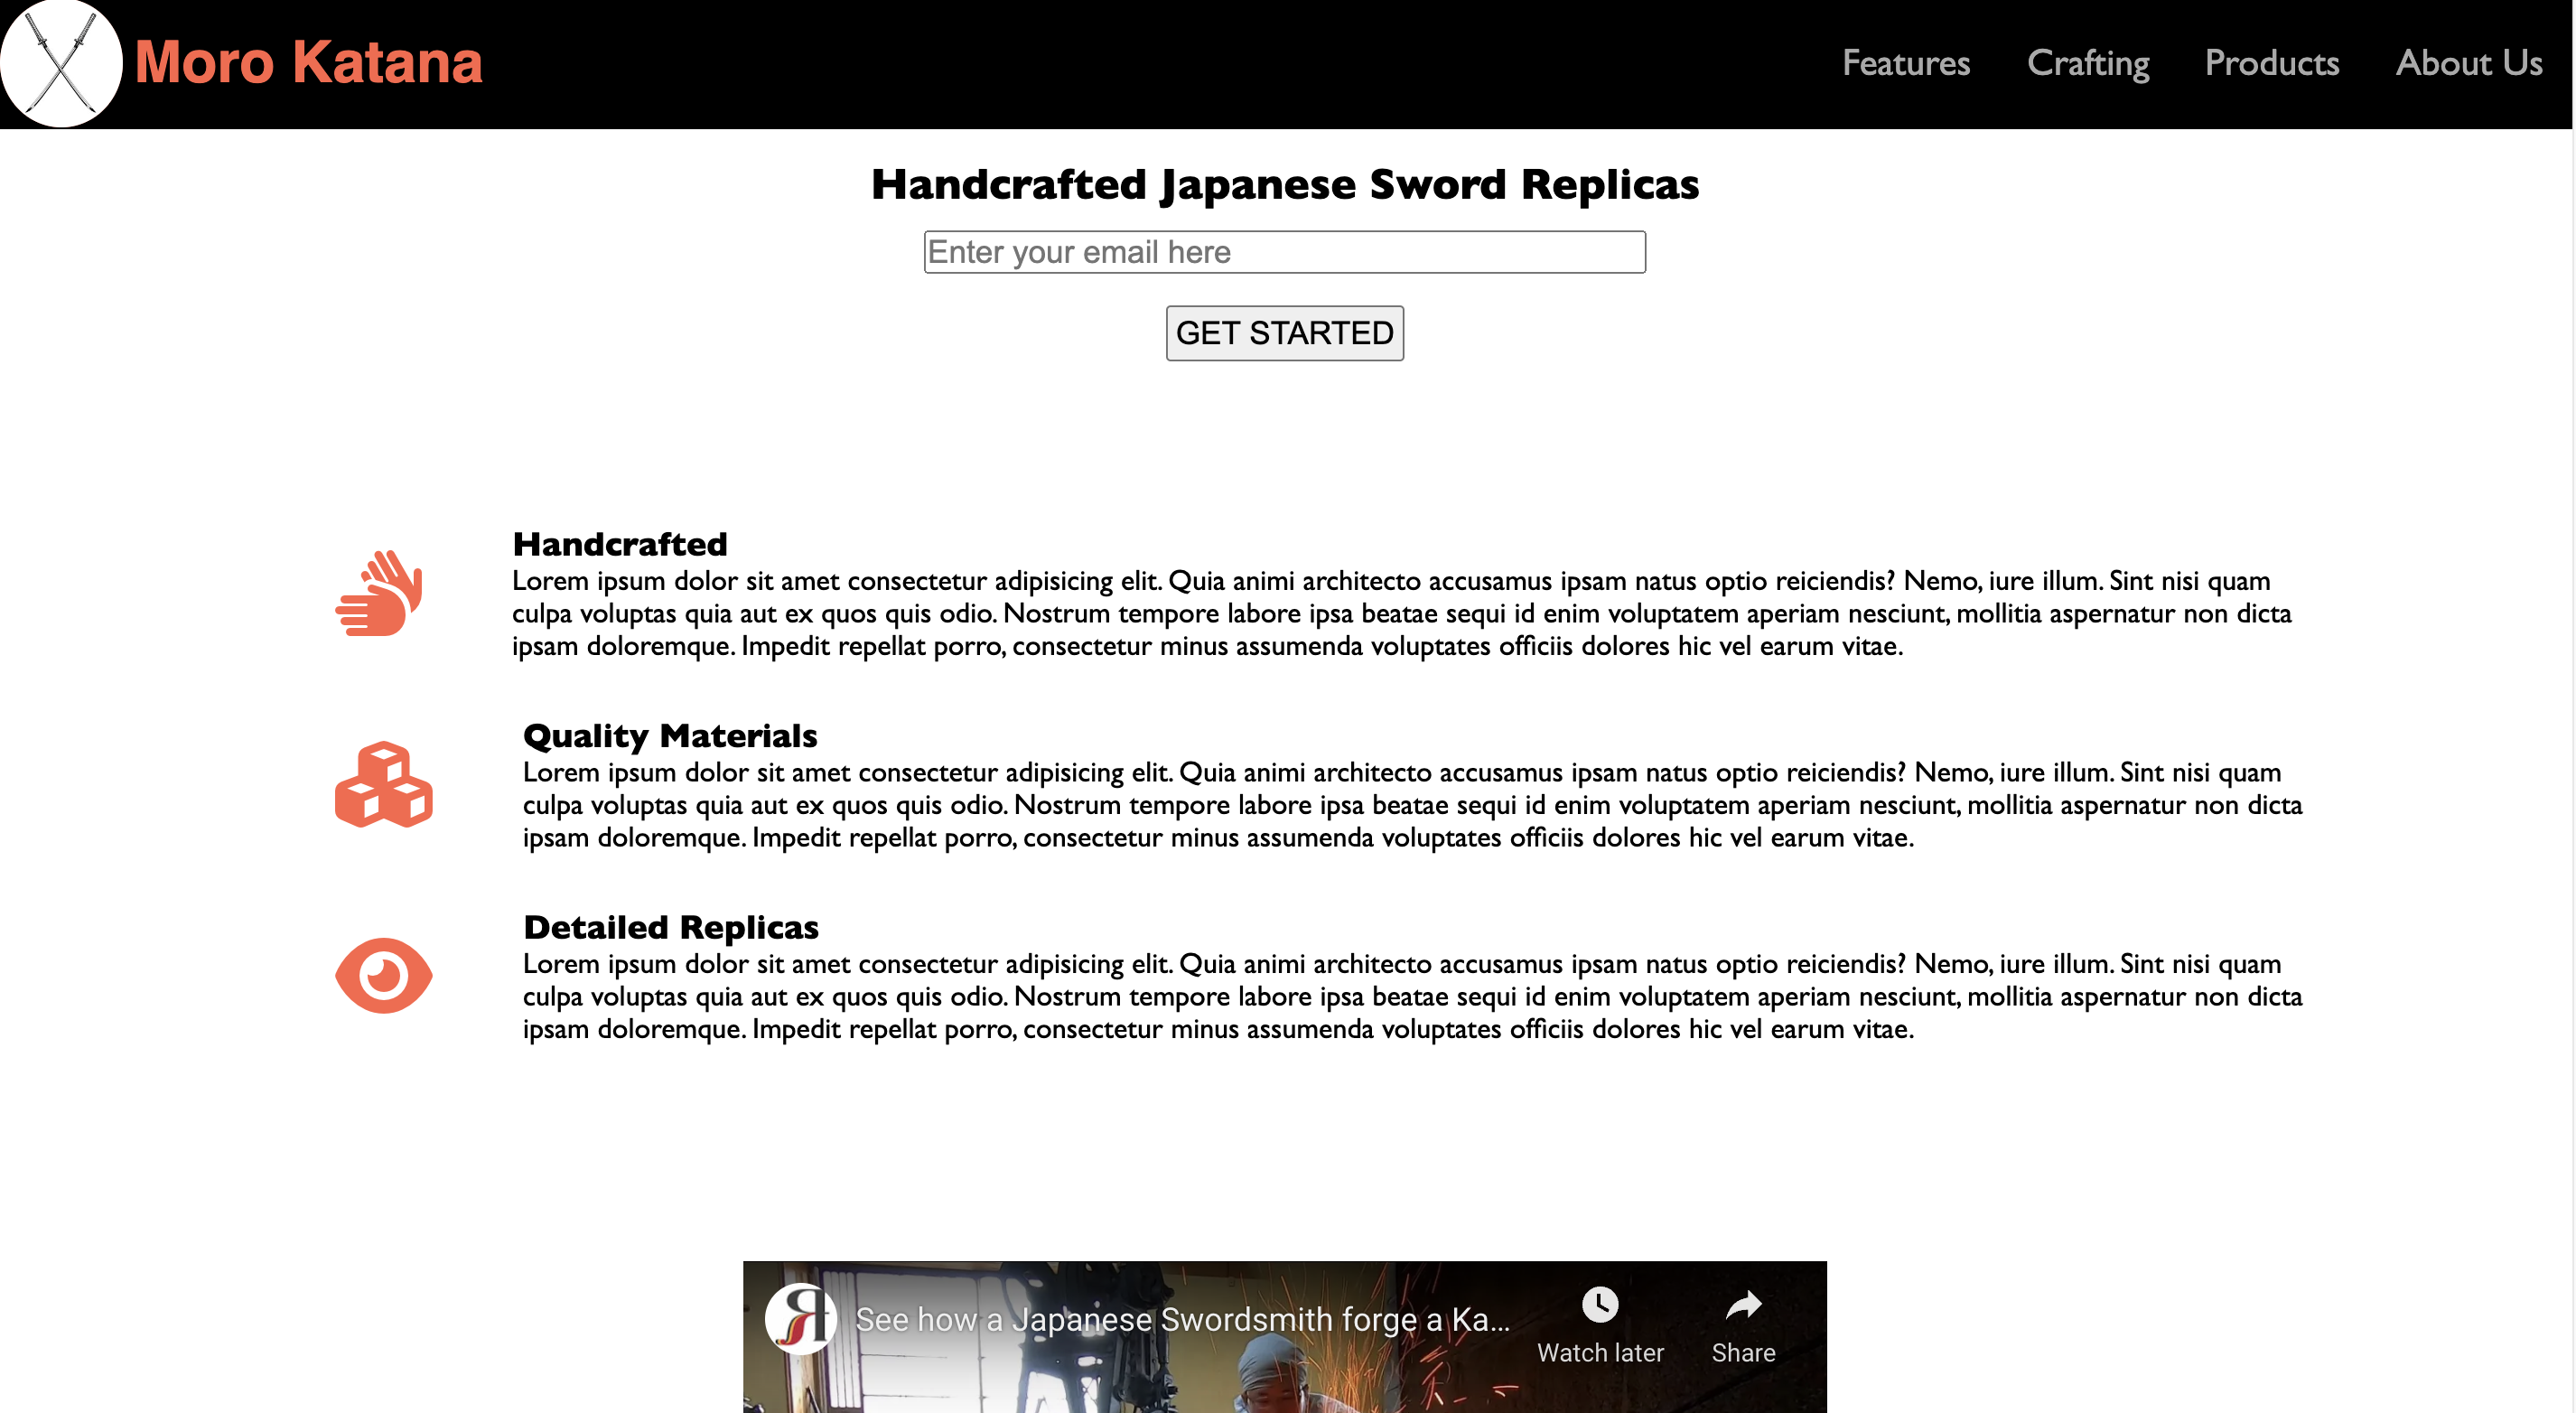 Moro Katana
Features Crafting Products About Us
Handcrafted Japanese Sword Replicas
Enter your email here
GET STARTED
Handcrafted
Lorem ipsum dolor sit amet consectetur adipisicing elit. Quia animi architecto accusamus ipsam natus optio reiciendis? Nemo, iure illum. Sint nisi quam
culpa voluptas quia aut ex quos quis odio. Nostrum tempore labore ipsa beatae sequi id enim voluptatem aperiam nesciunt, mollitia aspernatur non dicta
ipsam doloremque. Impedit repellat porro, consectetur minus assumenda voluptates officiis dolores hic vel earum vitae.
Quality Materials
Lorem ipsum dolor sit amet consectetur adipisicing elit. Quia animi architecto accusamus ipsam natus optio reiciendis? Nemo, iure illum. Sint nisi quam
culpa voluptas quia aut ex quos quis odio. Nostrum tempore labore ipsa beatae sequi id enim voluptatem aperiam nesciunt, mollitia aspernatur non dicta
ipsam doloremque. Impedit repellat porro, consectetur minus assumenda voluptates officiis dolores hic vel earum vitae.
Detailed Replicas
Lorem ipsum dolor sit amet consectetur adipisicing elit. Quia animi architecto accusamus ipsam natus optio reiciendis? Nemo, iure illum. Sint nisi quam
culpa voluptas quia aut ex quos quis odio. Nostrum tempore labore ipsa beatae sequi id enim voluptatem aperiam nesciunt, mollitia aspernatur non dicta
ipsam doloremque. Impedit repellat porro, consectetur minus assumenda voluptates officiis dolores hic vel earum vitae.
See how a Japanese Swordsmith forge a Ka...
Watch later
Share